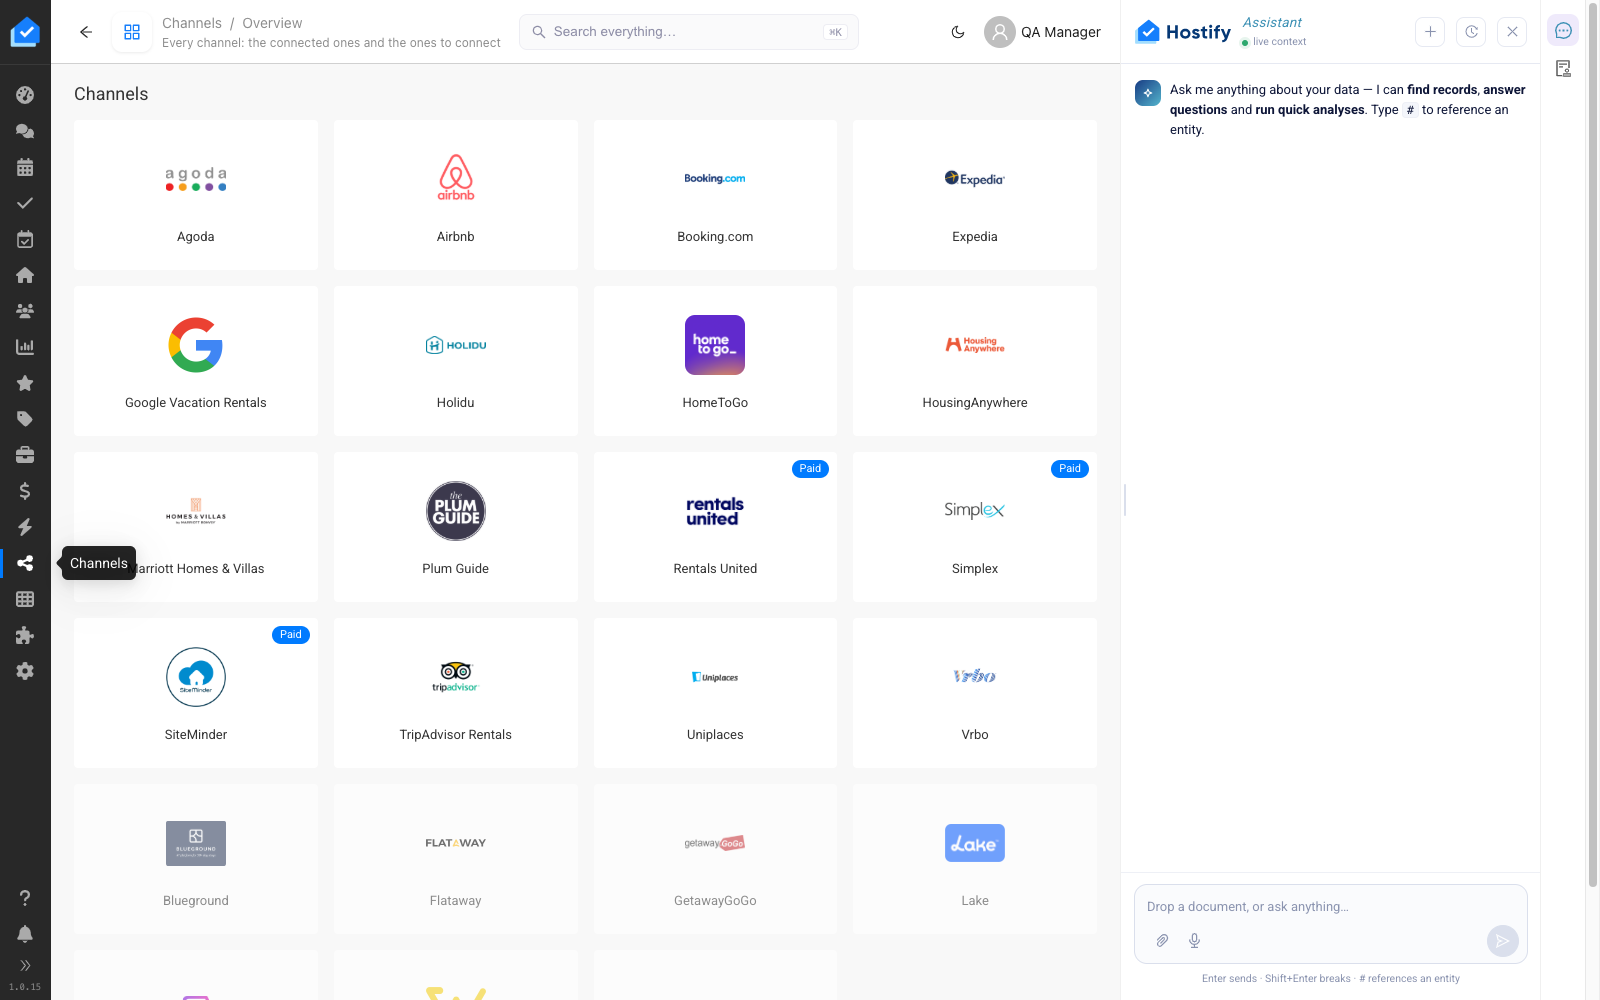 Channels / Overview
Every channel: the connected ones and the ones to connect
Search everything...
⌘K
QA Manager
Hostify
Assistant
live context
Ask me anything about your data — I can find records, answer
questions and run quick analyses. Type # to reference an
entity.
Channels
agoda
Agoda
airbnb
Airbnb
Booking.com
Booking.com
Expedia
Expedia
Google Vacation Rentals
HOLIDU
Holidu
home
to go_
HomeToGo
Housing
Anywhere
HousingAnywhere
HOMES & VILLAS
by MARRIOTT BONVOY
Marriott Homes & Villas
Channels
the
PLUM
GUIDE
Plum Guide
Paid
rentals
united
Rentals United
Paid
Simplex
Simplex
Paid
SiteMinder
SiteMinder
tripadvisor
TripAdvisor Rentals
Uniplaces
Uniplaces
Vrbo
Vrbo
BLUEGROUND
Blueground
FLATAWAY
Flataway
getaway GoGo
GetawayGoGo
Lake
Lake
1.0.15
Drop a document, or ask anything...
Enter sends · Shift+Enter breaks · # references an entity